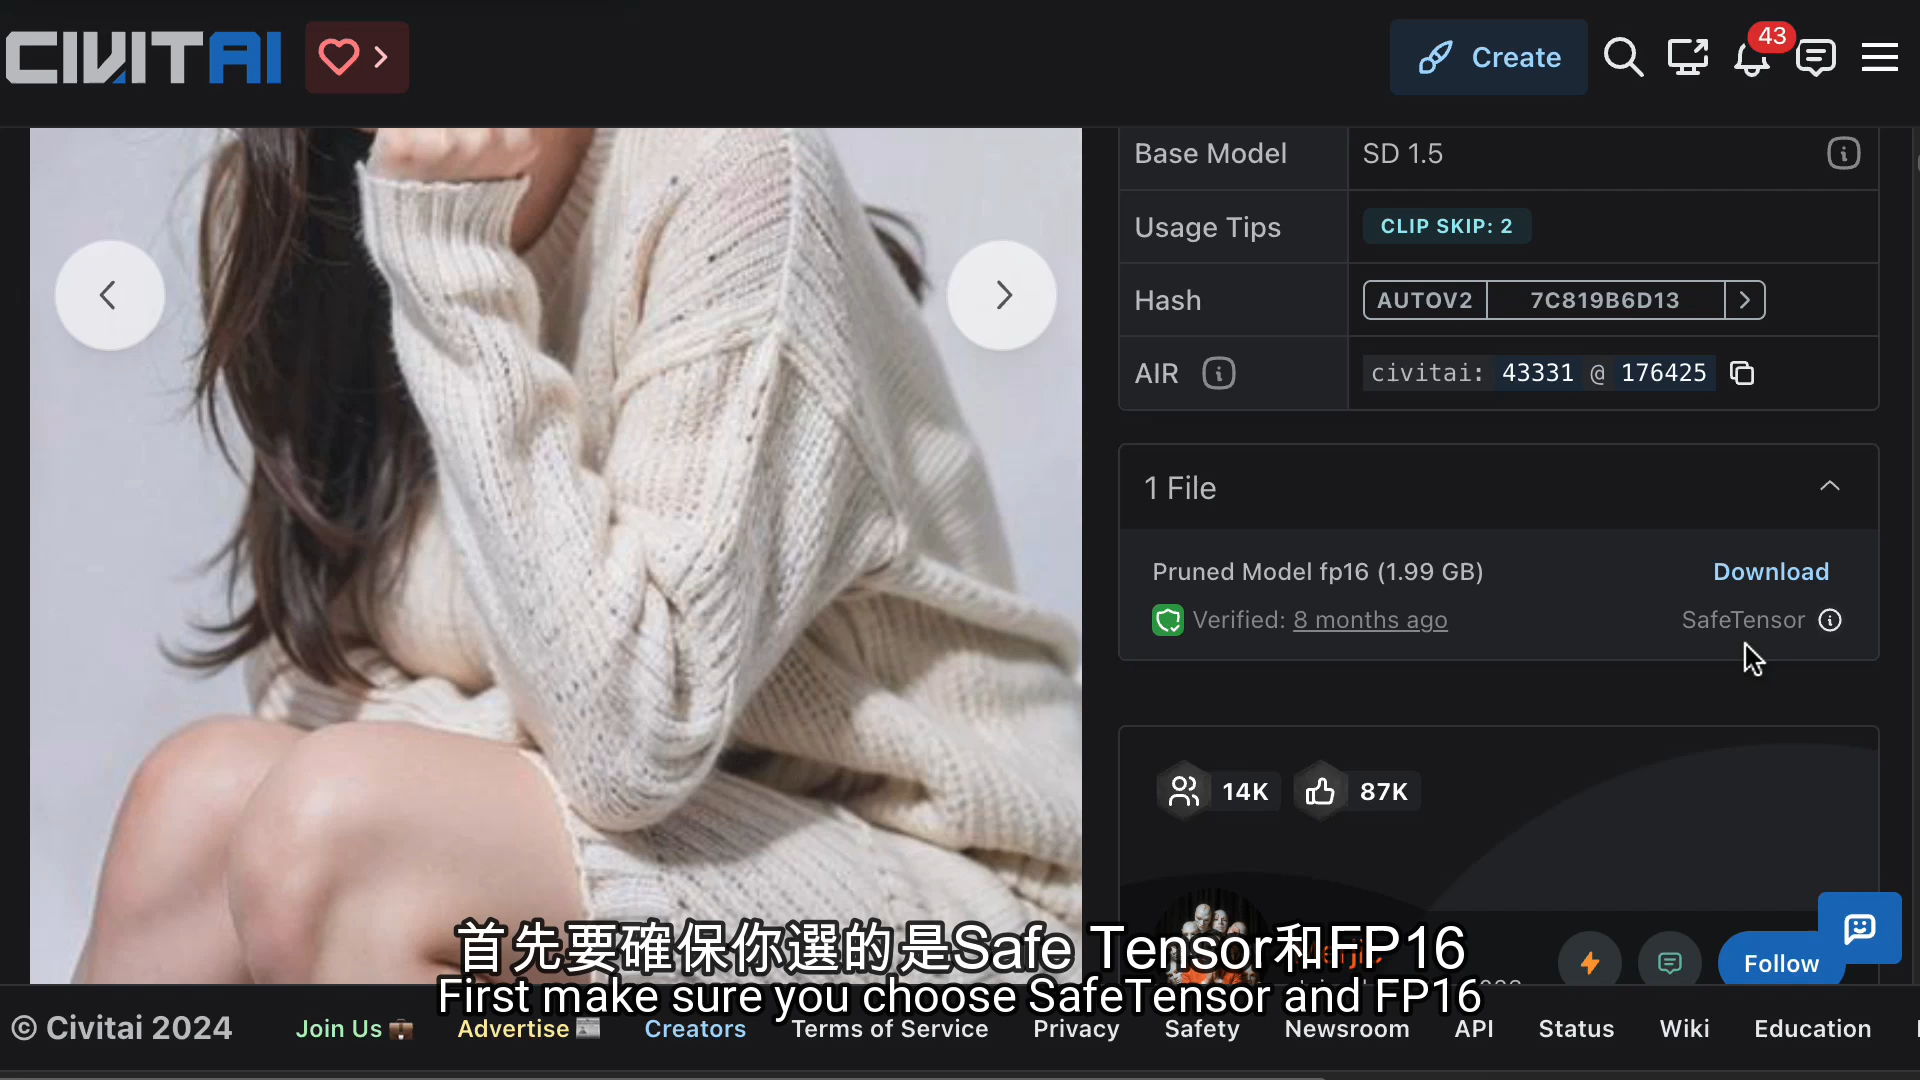 CIVITAI
Create
43
Base Model
SD 1.5
Usage Tips
CLIP SKIP: 2
Hash
AUTOV2
7C819B6D13
AIR
civitai: 43331 @ 176425
1 File
Pruned Model fp16 (1.99 GB)
Download
Verified: 8 months ago
SafeTensor
14K
87K
Follow
首先要確保你選的是Safe Tensor和FP16
First make sure you choose SafeTensor and FP16
© Civitai 2024
Join Us
Advertise
Creators
Terms of Service
Privacy
Safety
Newsroom
API
Status
Wiki
Education